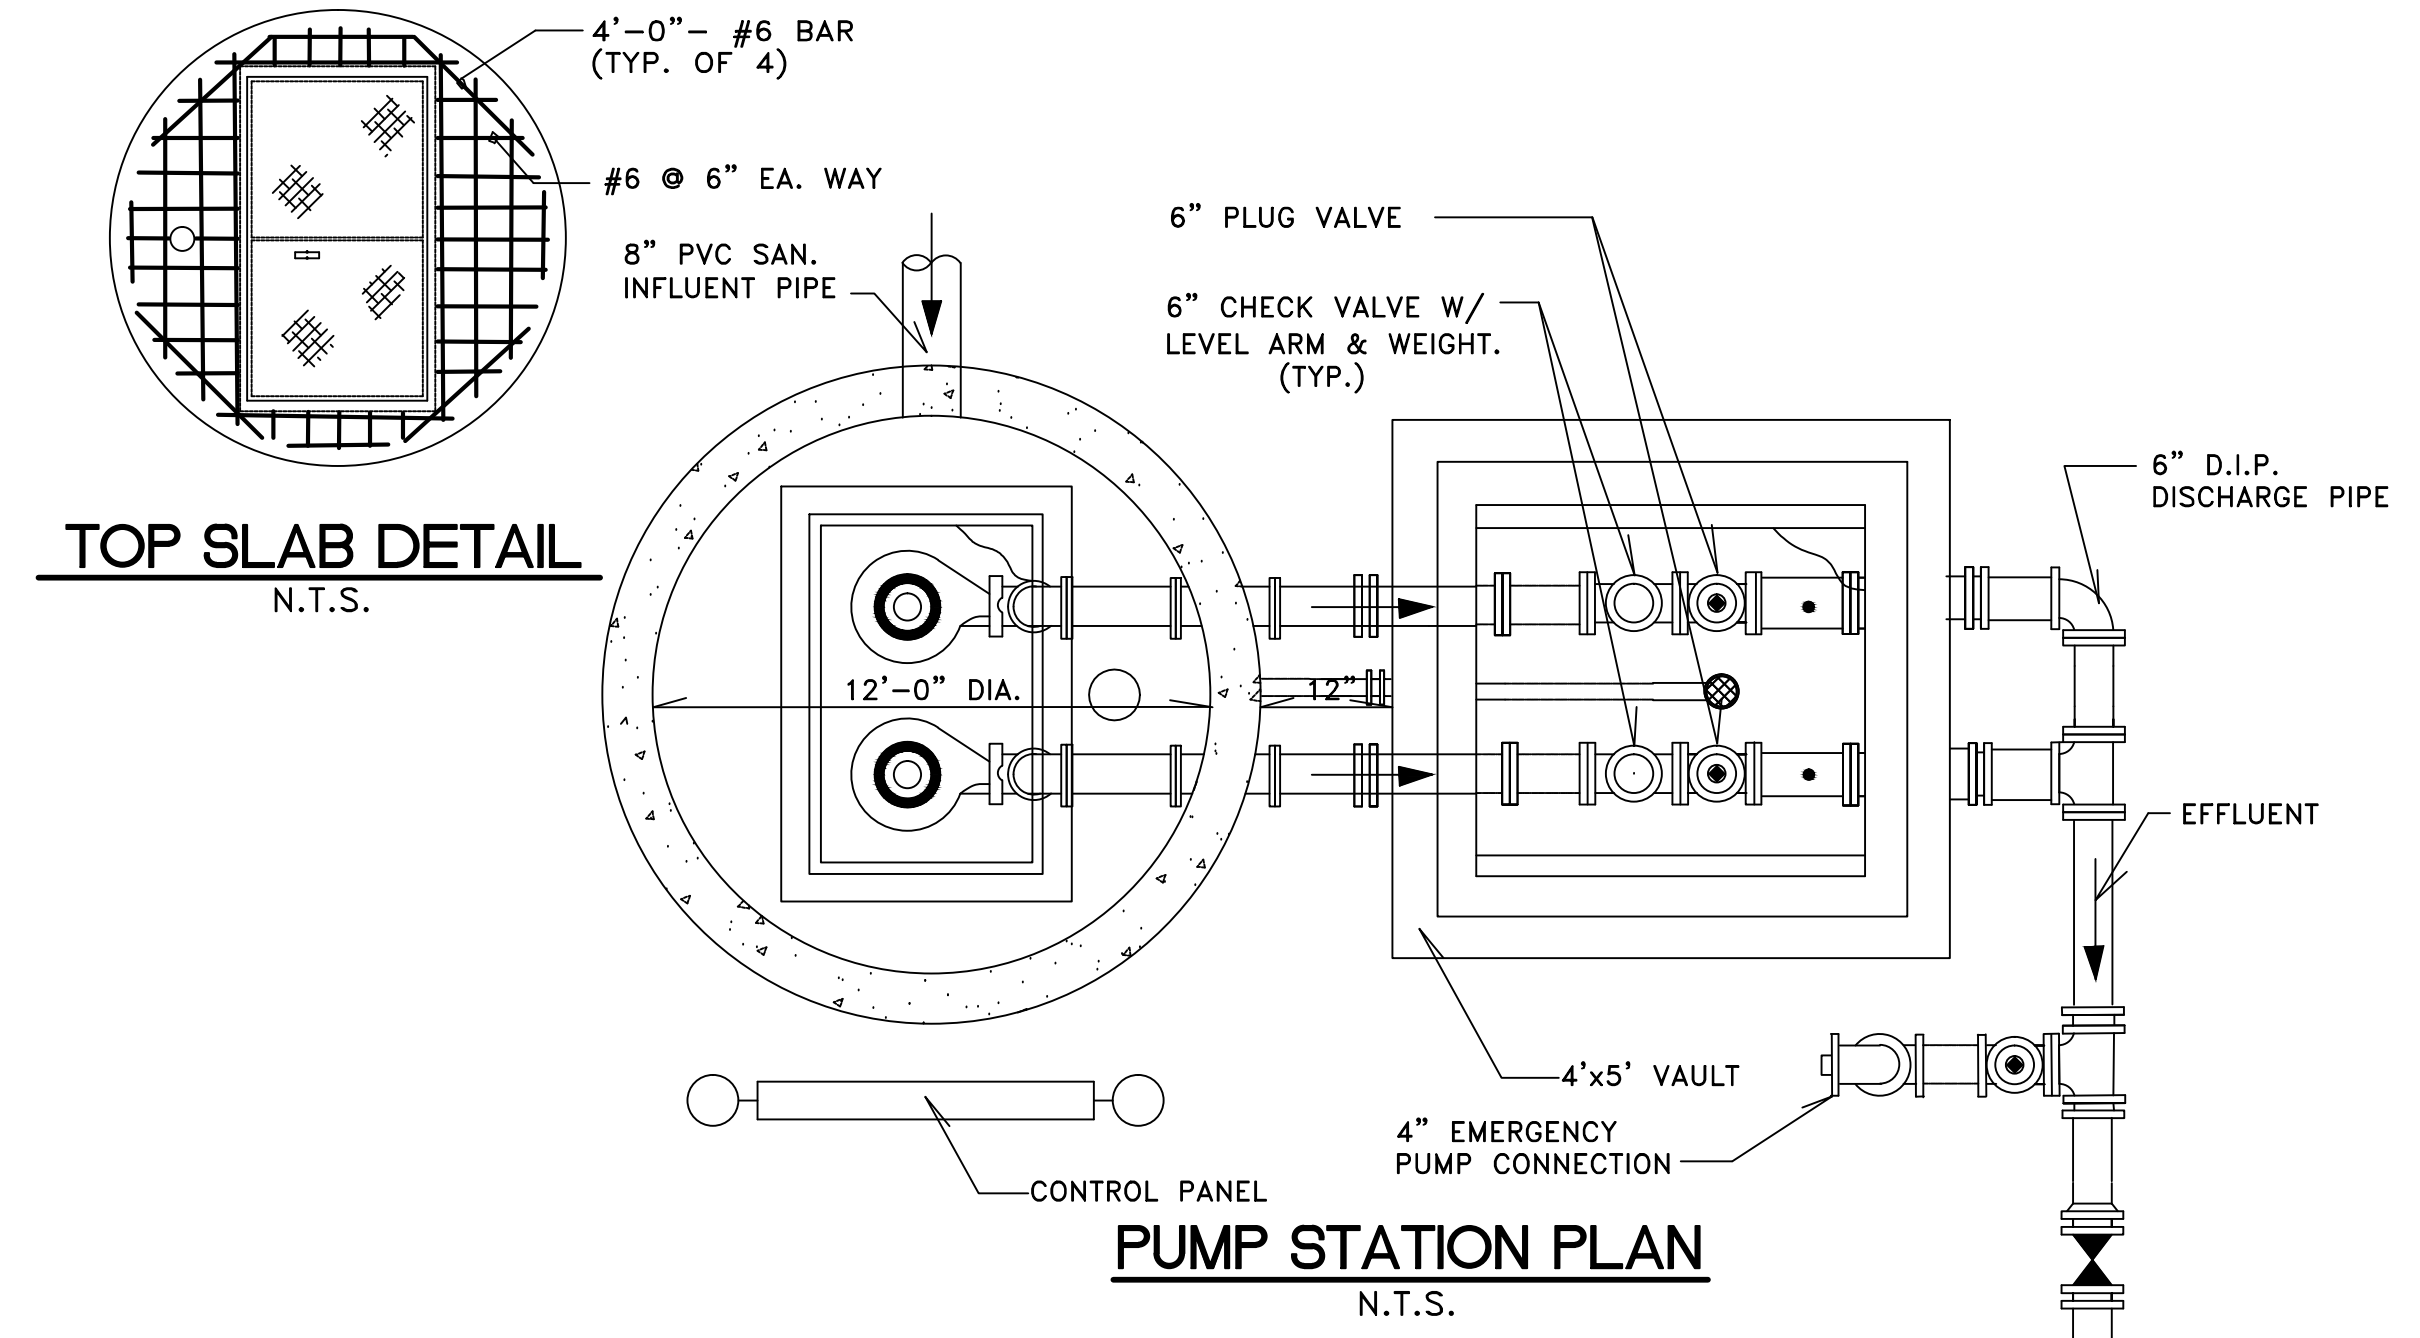 4'-0"- #6 BAR
(TYP. OF 4)
#6 @ 6" EA. WAY
TOP SLAB DETAIL
N.T.S.
8" PVC SAN.
INFLUENT PIPE
6" PLUG VALVE
6" CHECK VALVE W/
LEVEL ARM & WEIGHT.
(TYP.)
6" D.I.P.
DISCHARGE PIPE
12'-0" DIA.
12"
EFFLUENT
4'x5' VAULT
4" EMERGENCY
PUMP CONNECTION
CONTROL PANEL
PUMP STATION PLAN
N.T.S.